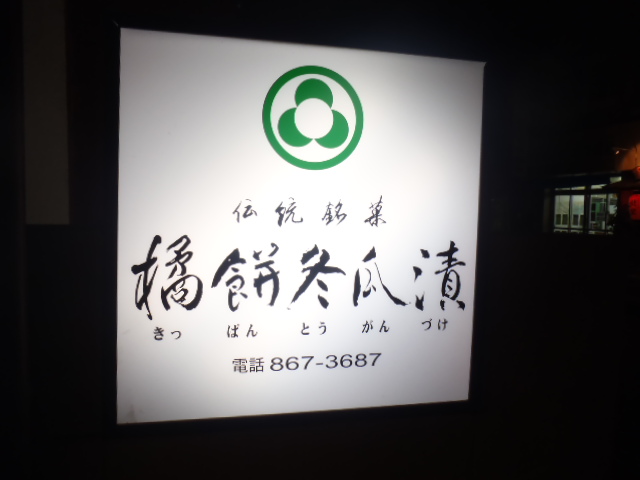 伝統銘菓
橘餅冬瓜漬
きっ ぱん とう がん づけ
電話 867-3687